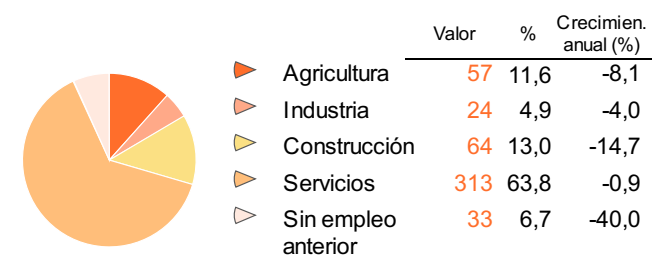 Valor % Crecimien. anual (%)
Agricultura 57 11,6 -8,1
Industria 24 4,9 -4,0
Construcción 64 13,0 -14,7
Servicios 313 63,8 -0,9
Sin empleo anterior 33 6,7 -40,0